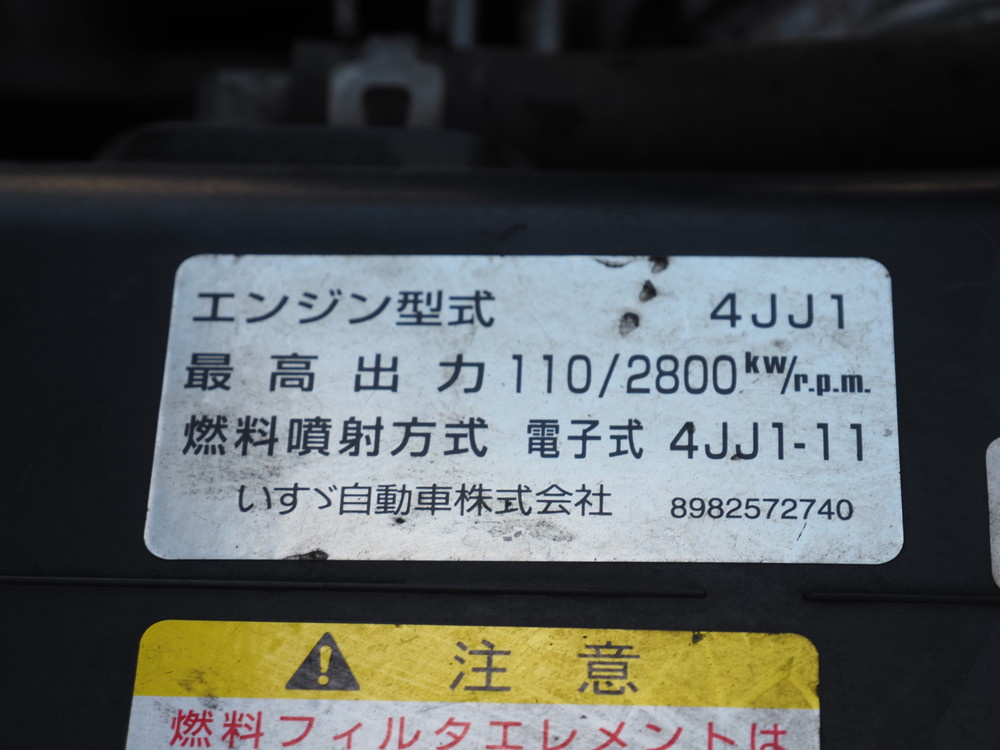 エンジン型式 4JJ1
最高出力 110/2800kw/r.p.m.
燃料噴射方式 電子式 4JJ1-11
いすゞ自動車株式会社 8982572740
注意
燃料フィルタエレメントは